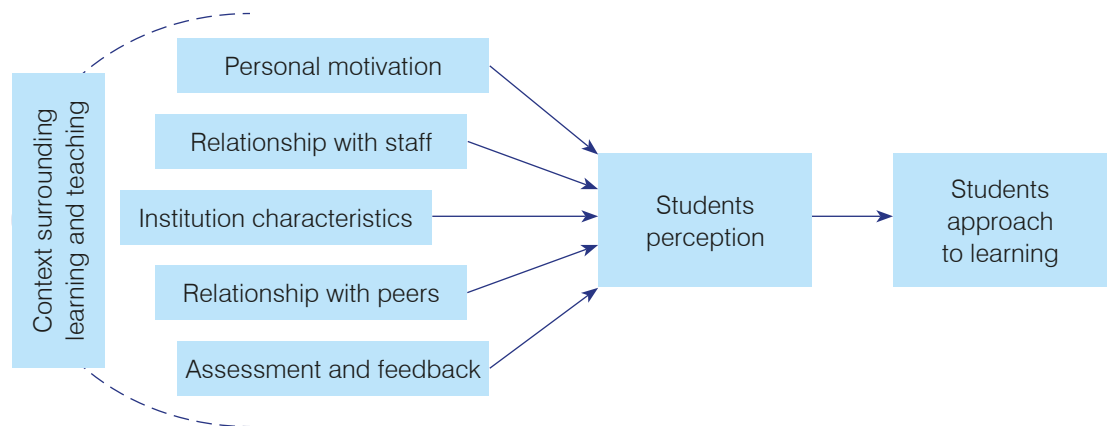 Context surrounding
learning and teaching
Personal motivation
Relationship with staff
Institution characteristics
Relationship with peers
Assessment and feedback
Students
perception
Students
approach
to learning